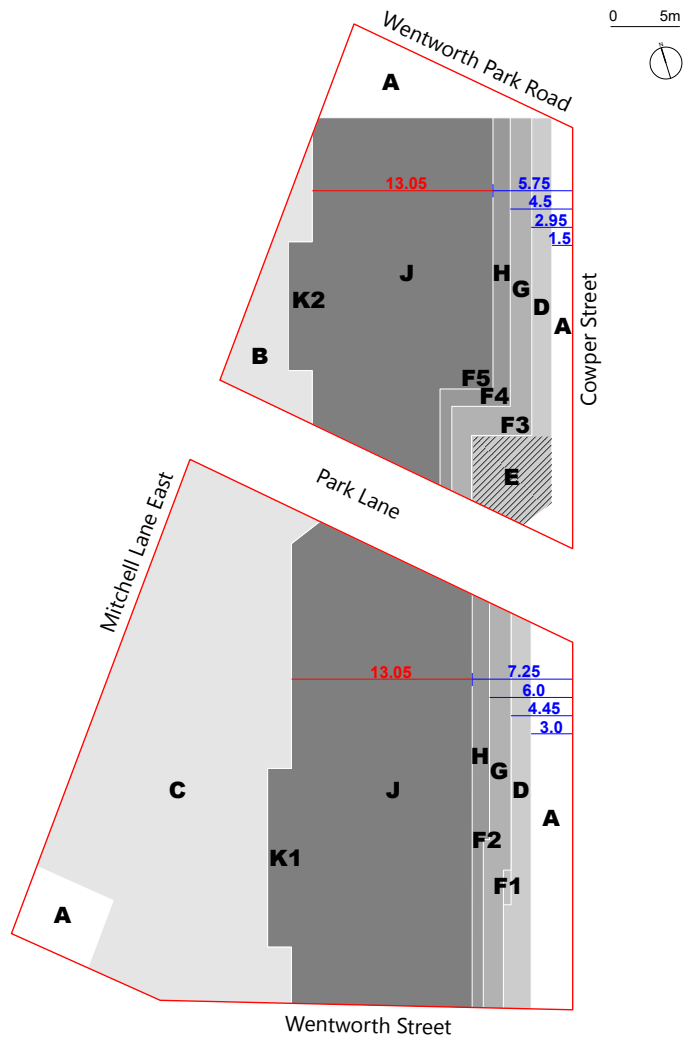 0 5m
N
Wentworth Park Road
A
13.05 5.75
4.5
2.95
1.5
J H G D A
K2
B
Cowper Street
F5
F4
F3
E
Park Lane
Mitchell Lane East
13.05 7.25
6.0
4.45
3.0
H G D A
C J
F2
K1
F1
A
Wentworth Street